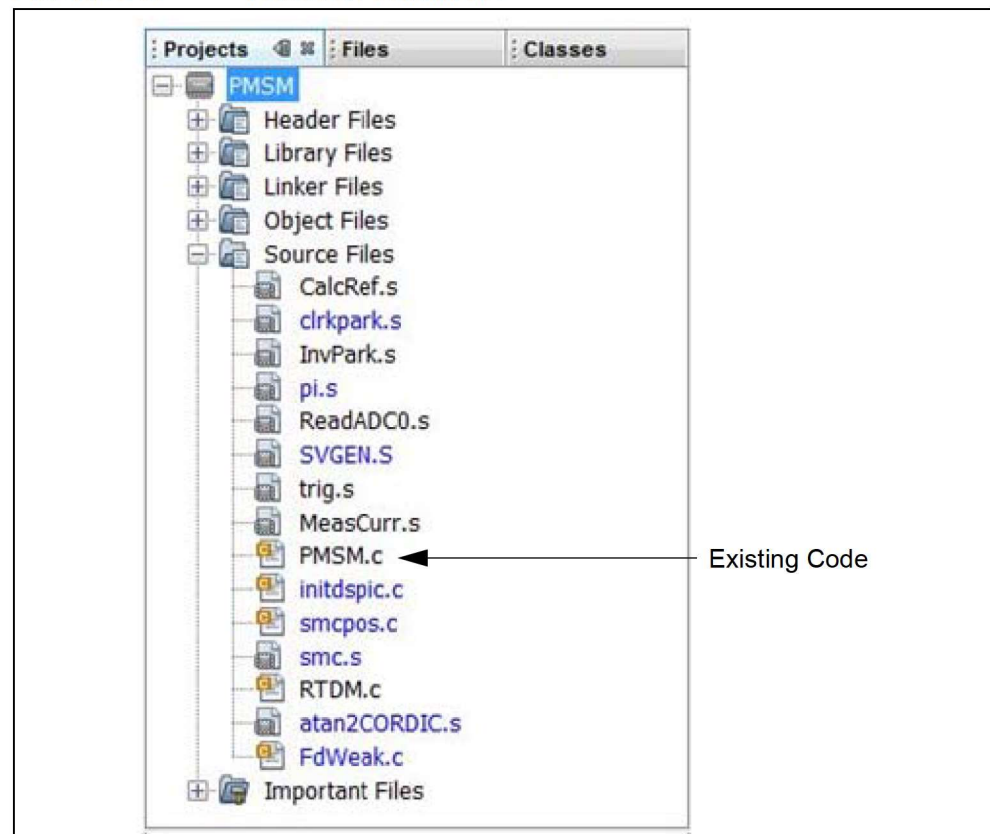 Projects Files Classes
PMSM
Header Files
Library Files
Linker Files
Object Files
Source Files
CalcRef.s
clrkpark.s
InvPark.s
pi.s
ReadADC0.s
SVGEN.S
trig.s
MeasCurr.s
PMSM.c
Existing Code
initdspic.c
smcpos.c
smc.s
RTDM.c
atan2CORDIC.s
FdWeak.c
Important Files